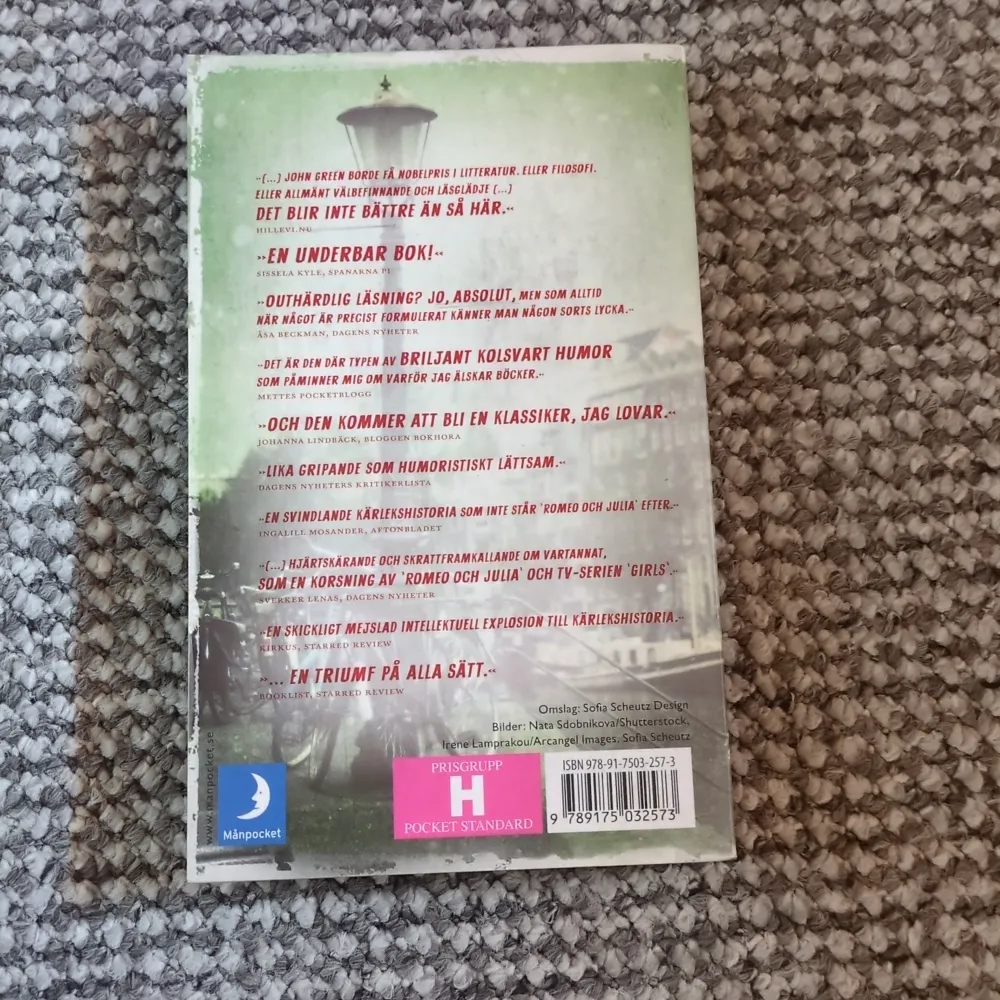 »(...) JOHN GREEN BORDE FÅ NOBELPRIS I LITTERATUR. ELLER FILOSOFI.
ELLER ALLMÄNT VÄLBEFINNANDE OCH LÄSGLÄDJE (...)
DET BLIR INTE BÄTTRE ÄN SÅ HÄR.«
HILLEVI.NU
»EN UNDERBAR BOK!«
SISSELA KYLE, SPANARNA P1
»OUTHÄRDLIG LÄSNING? JO, ABSOLUT, MEN SOM ALLTID
NÄR NÅGOT ÄR PRECIST FORMULERAT KÄNNER MAN NÅGON SORTS LYCKA.«
ÅSA BECKMAN, DAGENS NYHETER
»DET ÄR DEN DÄR TYPEN AV BRILJANT KOLSVART HUMOR
SOM PÅMINNER MIG OM VARFÖR JAG ÄLSKAR BÖCKER.«
METTES POCKETBLOGG
»OCH DEN KOMMER ATT BLI EN KLASSIKER, JAG LOVAR.«
JOHANNA LINDBÄCK, BLOGGEN BOKHORA
»LIKA GRIPANDE SOM HUMORISTISKT LÄTTSAM.«
DAGENS NYHETERS KRITIKERLISTA
»EN SVINDLANDE KÄRLEKSHISTORIA SOM INTE STÅR 'ROMEO OCH JULIA' EFTER.«
INGALILL MOSANDER, AFTONBLADET
»(...) HJÄRTSKÄRANDE OCH SKRATTFRAMKALLANDE OM VARTANNAT,
SOM EN KORSNING AV 'ROMEO OCH JULIA' OCH TV-SERIEN 'GIRLS'.«
SVERKER LENAS, DAGENS NYHETER
»EN SKICKLIGT MEJSLAD INTELLEKTUELL EXPLOSION TILL KÄRLEKSHISTORIA.«
KIRKUS, STARRED REVIEW
»... EN TRIUMF PÅ ALLA SÄTT.«
BOOKLIST, STARRED REVIEW
Omslag: Sofia Scheutz Design
Bilder: Nata Sdobnikova/Shutterstock,
Irene Lamprakou/Arcangel Images, Sofia Scheutz
www.manpocket.se
Månpocket
PRISGRUPP
H
POCKET STANDARD
ISBN 978-91-7503-257-3
9 789175 032573